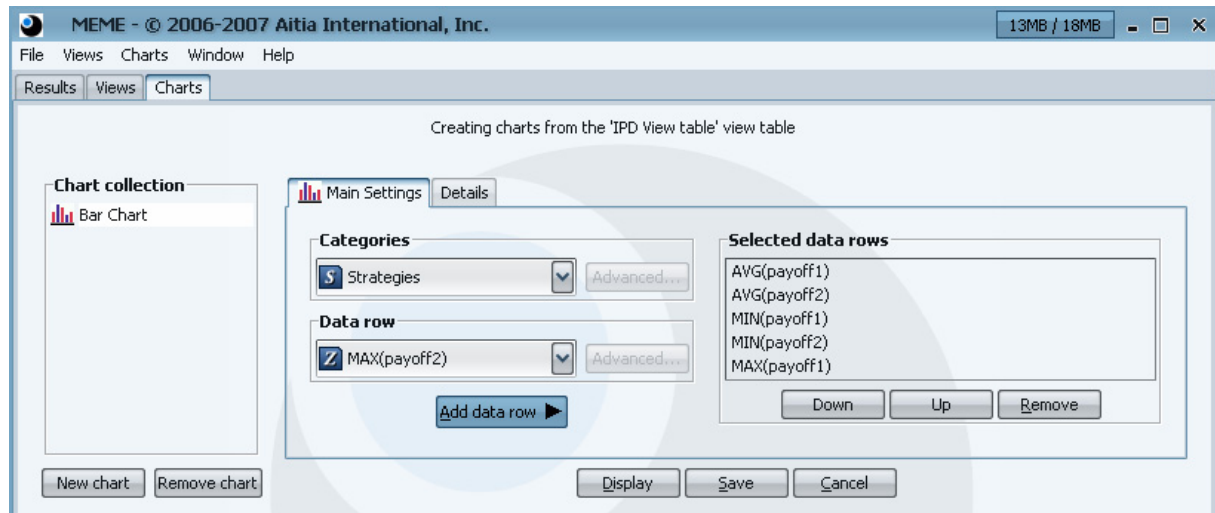 MEME - © 2006-2007 Aitia International, Inc.
13MB / 18MB
File Views Charts Window Help
Results Views Charts
Creating charts from the 'IPD View table' view table
Chart collection
Bar Chart
Main Settings Details
Categories
S Strategies
Advanced...
Data row
Z MAX(payoff2)
Advanced...
Add data row
Selected data rows
AVG(payoff1)
AVG(payoff2)
MIN(payoff1)
MIN(payoff2)
MAX(payoff1)
Down Up Remove
New chart Remove chart
Display Save Cancel